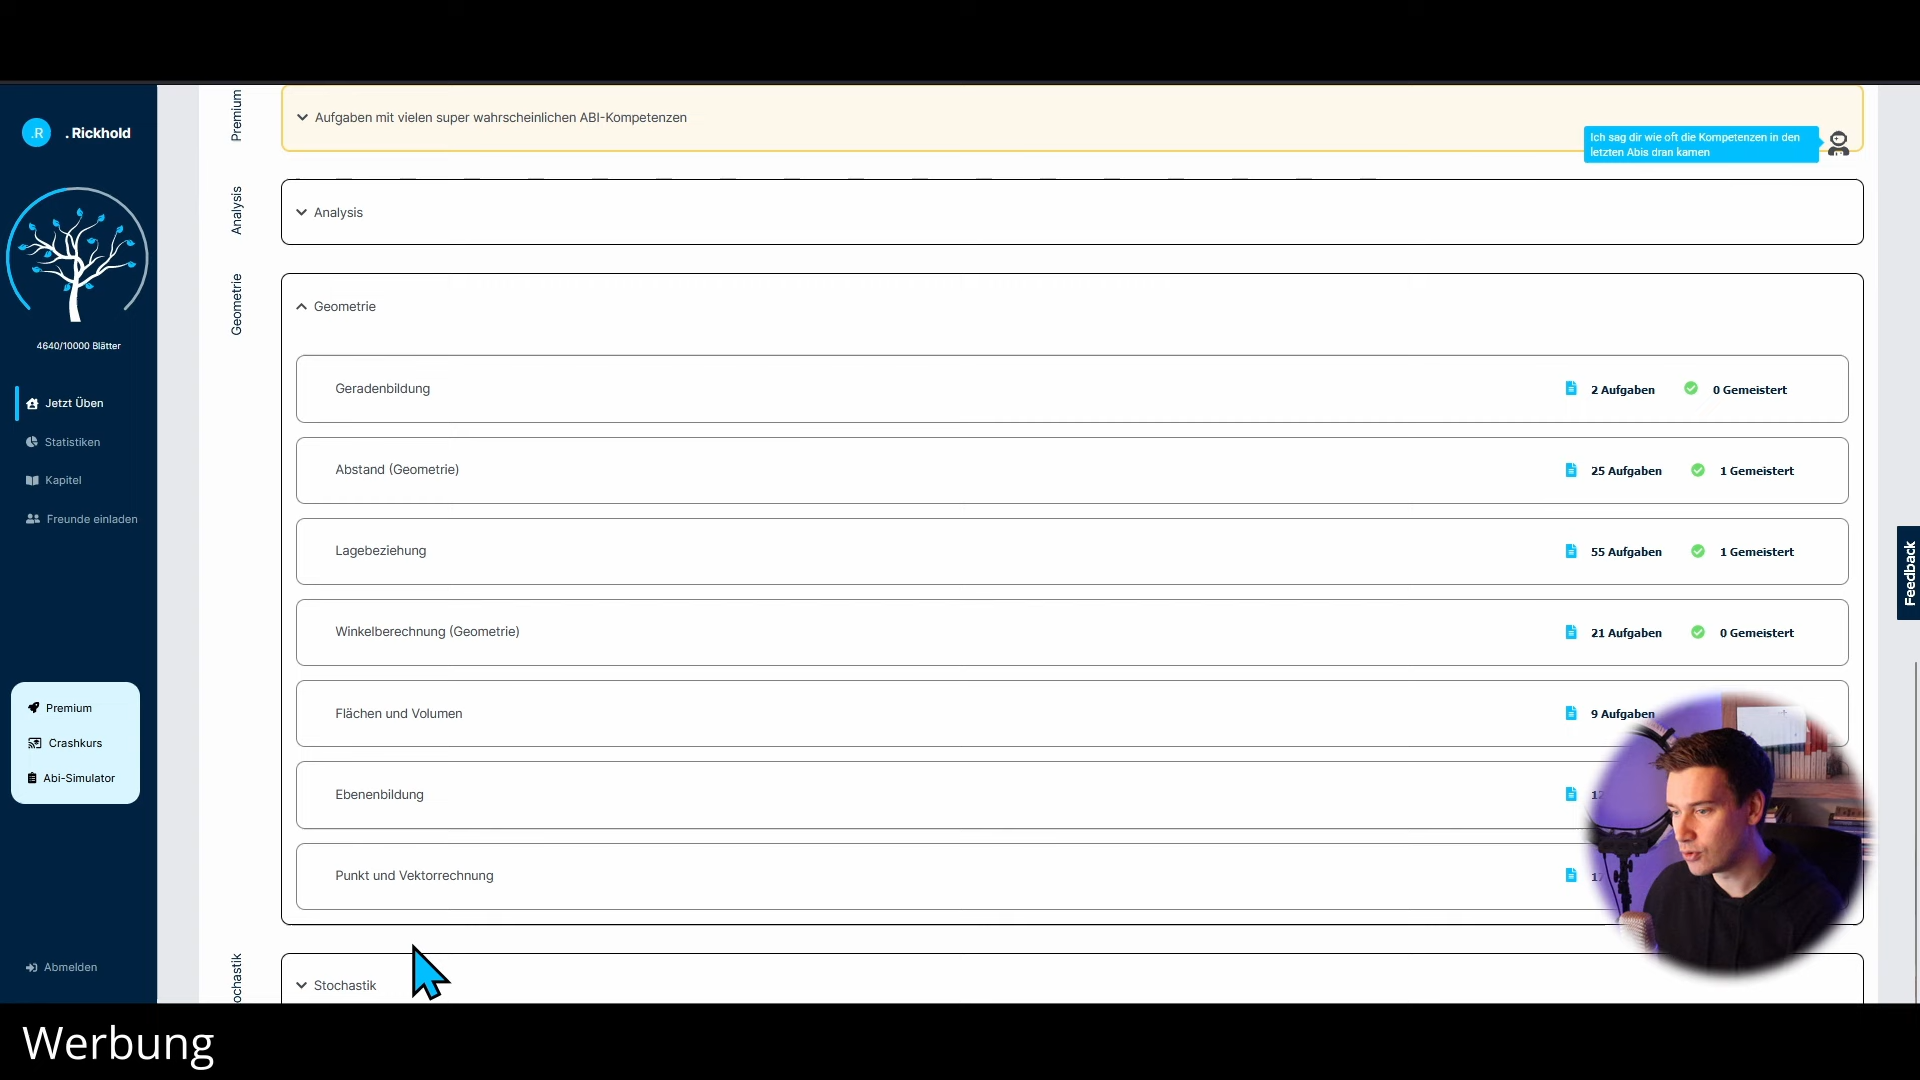 Premium
Aufgaben mit vielen super wahrscheinlichen ABI-Kompetenzen
Ich sag dir wie oft die Kompetenzen in den
letzten Abis dran kamen
.R
. Rickhold
4640/10000 Blätter
Jetzt Üben
Statistiken
Kapitel
Freunde einladen
Premium
Crashkurs
Abi-Simulator
Abmelden
Analysis
Analysis
Geometrie
Geometrie
Geradenbildung
2 Aufgaben
0 Gemeistert
Abstand (Geometrie)
25 Aufgaben
1 Gemeistert
Lagebeziehung
55 Aufgaben
1 Gemeistert
Winkelberechnung (Geometrie)
21 Aufgaben
0 Gemeistert
Flächen und Volumen
9 Aufgaben
Ebenenbildung
Punkt und Vektorrechnung
Stochastik
Feedback
Werbung